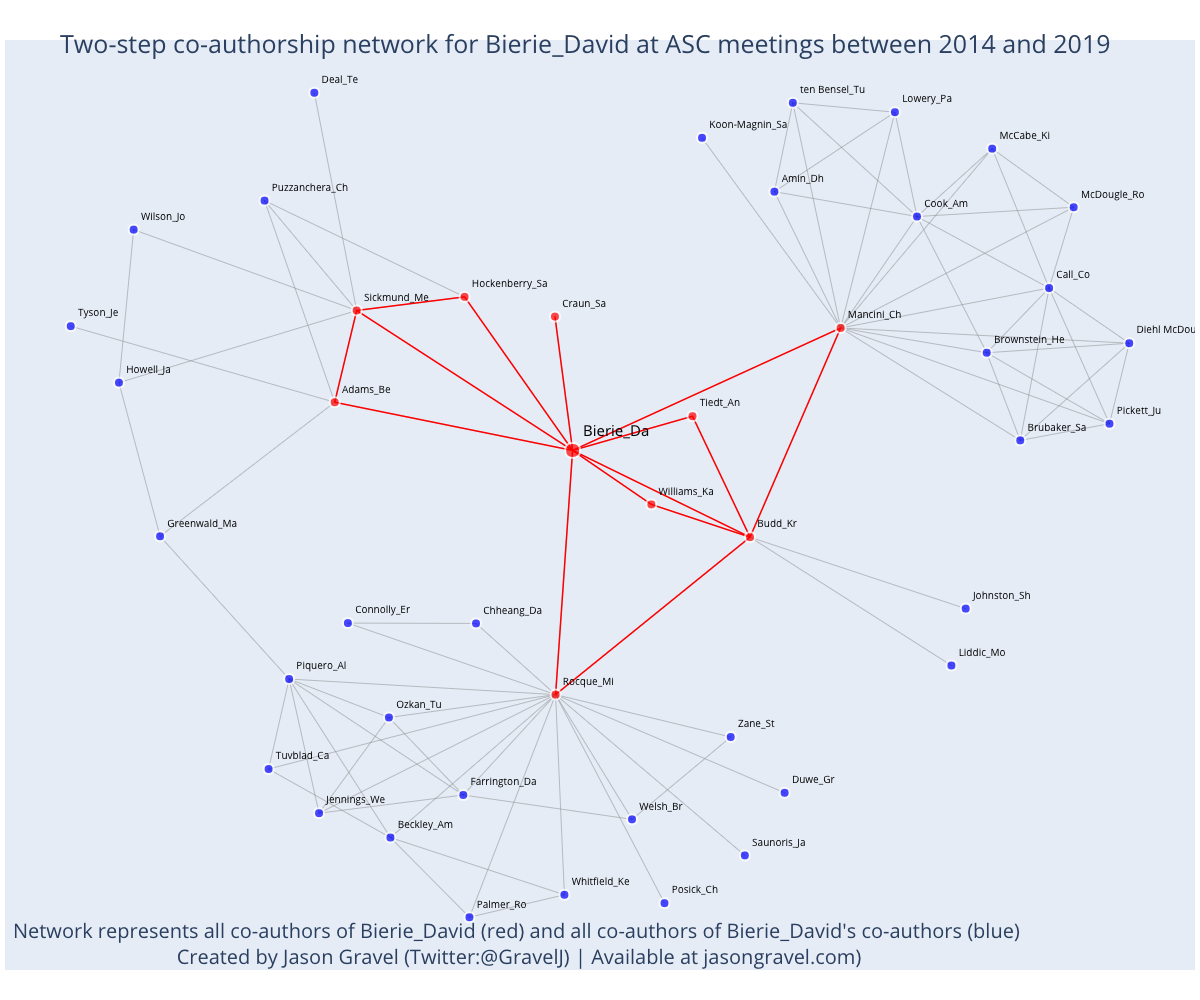 Two-step co-authorship network for Bierie_David at ASC meetings between 2014 and 2019
Deal_Te
ten Bensel_Tu
Lowery_Pa
Koon-Magnin_Sa
McCabe_Ki
Amin_Dh
Puzzanchera_Ch
McDougle_Ro
Cook_Am
Wilson_Jo
Call_Co
Hockenberry_Sa
Sickmund_Me
Craun_Sa
Tyson_Je
Mancini_Ch
Diehl McDou
Brownstein_He
Howell_Ja
Adams_Be
Tiedt_An
Pickett_Ju
Brubaker_Sa
Bierie_Da
Williams_Ka
Greenwald_Ma
Budd_Kr
Johnston_Sh
Connolly_Er
Chheang_Da
Liddic_Mo
Piquero_Al
Rocque_Mi
Ozkan_Tu
Zane_St
Tuvblad_Ca
Farrington_Da
Duwe_Gr
Jennings_We
Welsh_Br
Beckley_Am
Saunoris_Ja
Whitfield_Ke
Posick_Ch
Palmer_Ro
Network represents all co-authors of Bierie_David (red) and all co-authors of Bierie_David's co-authors (blue)
Created by Jason Gravel (Twitter:@GravelJ) | Available at jasongravel.com)